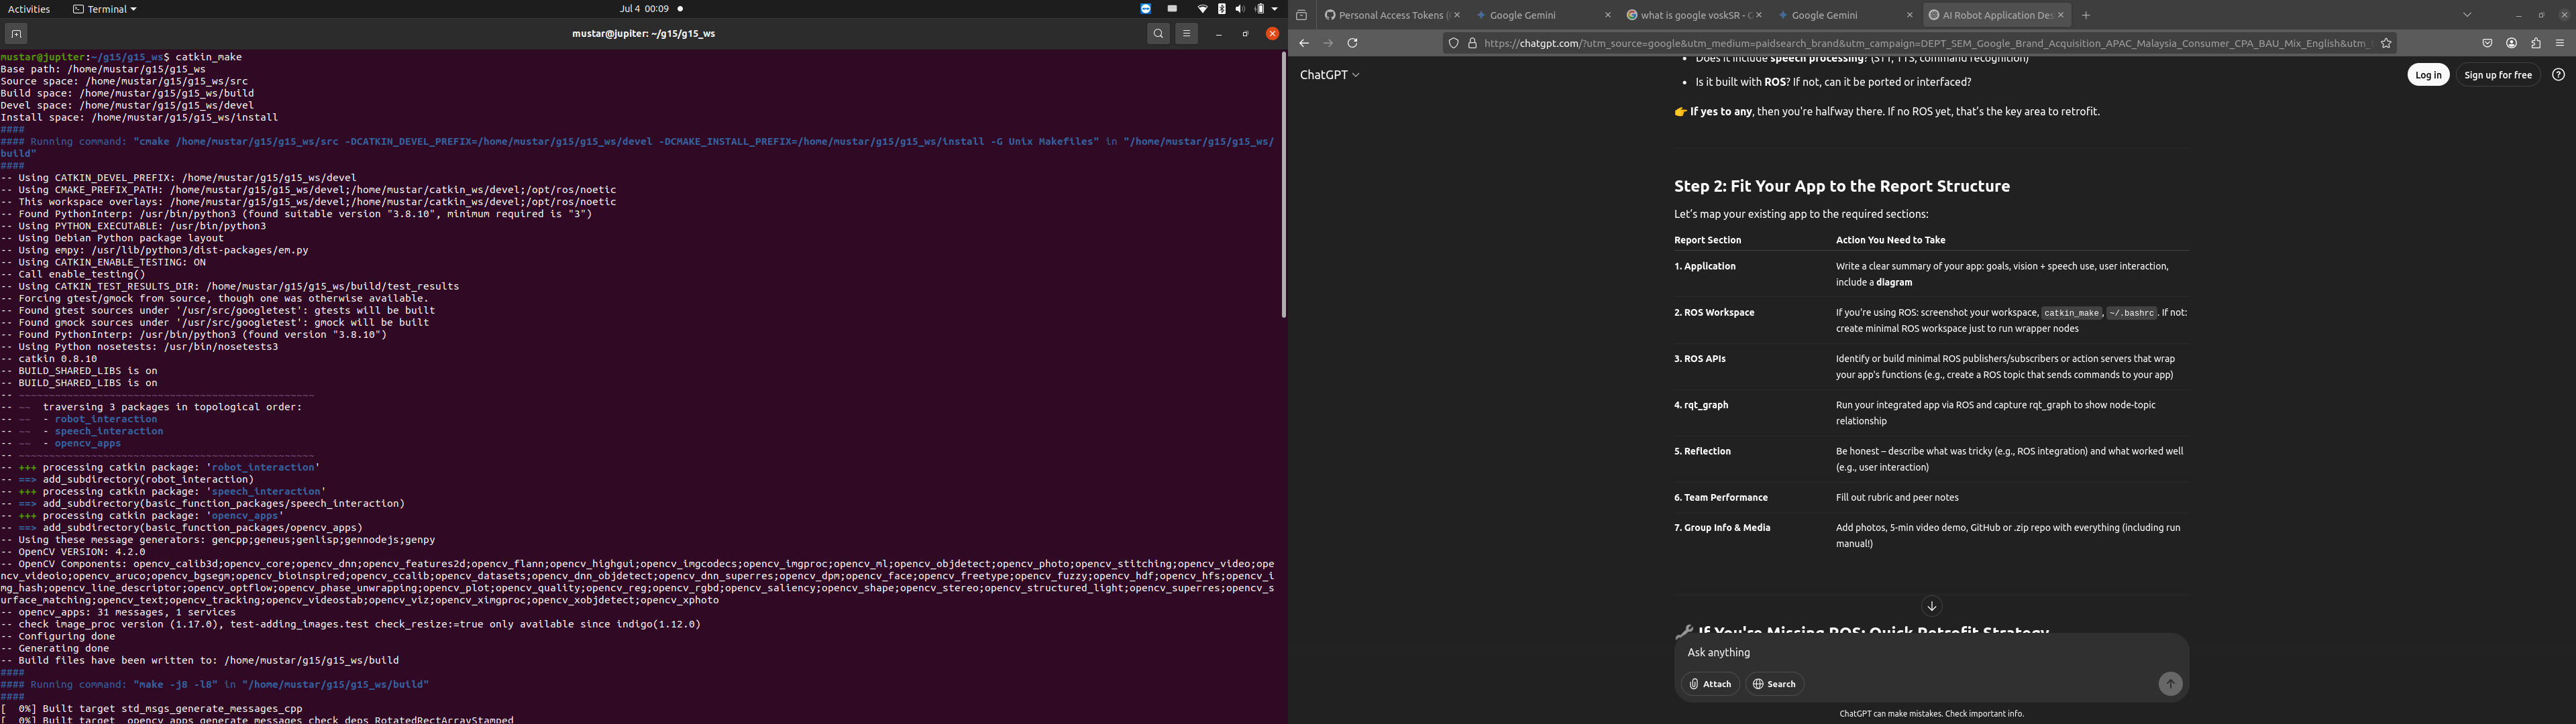 Activities
Terminal
Jul 4 00:09
mustar@jupiter: ~/g15/g15_ws
mustar@jupiter:~/g15/g15_ws$ catkin_make
Base path: /home/mustar/g15/g15_ws
Source space: /home/mustar/g15/g15_ws/src
Build space: /home/mustar/g15/g15_ws/build
Devel space: /home/mustar/g15/g15_ws/devel
Install space: /home/mustar/g15/g15_ws/install
####
#### Running command: "cmake /home/mustar/g15/g15_ws/src -DCATKIN_DEVEL_PREFIX=/home/mustar/g15/g15_ws/devel -DCMAKE_INSTALL_PREFIX=/home/mustar/g15/g15_ws/install -G Unix Makefiles" in "/home/mustar/g15/g15_ws/
build"
####
-- Using CATKIN_DEVEL_PREFIX: /home/mustar/g15/g15_ws/devel
-- Using CMAKE_PREFIX_PATH: /home/mustar/g15/g15_ws/devel;/home/mustar/catkin_ws/devel;/opt/ros/noetic
-- This workspace overlays: /home/mustar/g15/g15_ws/devel;/home/mustar/catkin_ws/devel;/opt/ros/noetic
-- Found PythonInterp: /usr/bin/python3 (found suitable version "3.8.10", minimum required is "3")
-- Using PYTHON_EXECUTABLE: /usr/bin/python3
-- Using Debian Python package layout
-- Using empy: /usr/lib/python3/dist-packages/em.py
-- Using CATKIN_ENABLE_TESTING: ON
-- Call enable_testing()
-- Using CATKIN_TEST_RESULTS_DIR: /home/mustar/g15/g15_ws/build/test_results
-- Forcing gtest/gmock from source, though one was otherwise available.
-- Found gtest sources under '/usr/src/googletest': gtests will be built
-- Found gmock sources under '/usr/src/googletest': gmock will be built
-- Found PythonInterp: /usr/bin/python3 (found version "3.8.10")
-- Using Python nosetests: /usr/bin/nosetests3
-- catkin 0.8.10
-- BUILD_SHARED_LIBS is on
-- BUILD_SHARED_LIBS is on
-- ~~~~~~~~~~~~~~~~~~~~~~~~~~~~~~~~~~~~~~~~~~~~~~~~~
-- ~~  traversing 3 packages in topological order:
-- ~~  - robot_interaction
-- ~~  - speech_interaction
-- ~~  - opencv_apps
-- ~~~~~~~~~~~~~~~~~~~~~~~~~~~~~~~~~~~~~~~~~~~~~~~~~
-- +++ processing catkin package: 'robot_interaction'
-- ==> add_subdirectory(robot_interaction)
-- +++ processing catkin package: 'speech_interaction'
-- ==> add_subdirectory(basic_function_packages/speech_interaction)
-- +++ processing catkin package: 'opencv_apps'
-- ==> add_subdirectory(basic_function_packages/opencv_apps)
-- Using these message generators: gencpp;geneus;genlisp;gennodejs;genpy
-- OpenCV VERSION: 4.2.0
-- OpenCV Components: opencv_calib3d;opencv_core;opencv_dnn;opencv_features2d;opencv_flann;opencv_highgui;opencv_imgcodecs;opencv_imgproc;opencv_ml;opencv_objdetect;opencv_photo;opencv_stitching;opencv_video;ope
ncv_videoio;opencv_aruco;opencv_bgsegm;opencv_bioinspired;opencv_ccalib;opencv_datasets;opencv_dnn_objdetect;opencv_dnn_superres;opencv_dpm;opencv_face;opencv_freetype;opencv_fuzzy;opencv_hdf;opencv_hfs;opencv_i
mg_hash;opencv_line_descriptor;opencv_optflow;opencv_phase_unwrapping;opencv_plot;opencv_quality;opencv_reg;opencv_rgbd;opencv_saliency;opencv_shape;opencv_stereo;opencv_structured_light;opencv_superres;opencv_s
urface_matching;opencv_text;opencv_tracking;opencv_videostab;opencv_viz;opencv_ximgproc;opencv_xobjdetect;opencv_xphoto
-- opencv_apps: 31 messages, 1 services
-- check image_proc version (1.17.0), test-adding_images.test check_resize:=true only available since indigo(1.12.0)
-- Configuring done
-- Generating done
-- Build files have been written to: /home/mustar/g15/g15_ws/build
####
#### Running command: "make -j8 -l8" in "/home/mustar/g15/g15_ws/build"
####
[  0%] Built target std_msgs_generate_messages_cpp
[  0%] Built target _opencv_apps_generate_messages_check_deps_RotatedRectArrayStamped
Personal Access Tokens (
Google Gemini
what is google voskSR - G
Google Gemini
AI Robot Application Des
https://chatgpt.com/?utm_source=google&utm_medium=paidsearch_brand&utm_campaign=DEPT_SEM_Google_Brand_Acquisition_APAC_Malaysia_Consumer_CPA_BAU_Mix_English&utm_
ChatGPT
Log in
Sign up for free
Does it include speech processing? (STT, TTS, command recognition)
Is it built with ROS? If not, can it be ported or interfaced?
👉 If yes to any, then you're halfway there. If no ROS yet, that's the key area to retrofit.
Step 2: Fit Your App to the Report Structure
Let's map your existing app to the required sections:
Report Section Action You Need to Take
1. Application Write a clear summary of your app: goals, vision + speech use, user interaction,
include a diagram
2. ROS Workspace If you're using ROS: screenshot your workspace, catkin_make, ~/.bashrc. If not:
create minimal ROS workspace just to run wrapper nodes
3. ROS APIs Identify or build minimal ROS publishers/subscribers or action servers that wrap
your app's functions (e.g., create a ROS topic that sends commands to your app)
4. rqt_graph Run your integrated app via ROS and capture rqt_graph to show node-topic
relationship
5. Reflection Be honest – describe what was tricky (e.g., ROS integration) and what worked well
(e.g., user interaction)
6. Team Performance Fill out rubric and peer notes
7. Group Info & Media Add photos, 5-min video demo, GitHub or .zip repo with everything (including run
manual!)
🔧 If You're Missing ROS: Quick Retrofit Strategy
Ask anything
Attach
Search
ChatGPT can make mistakes. Check important info.